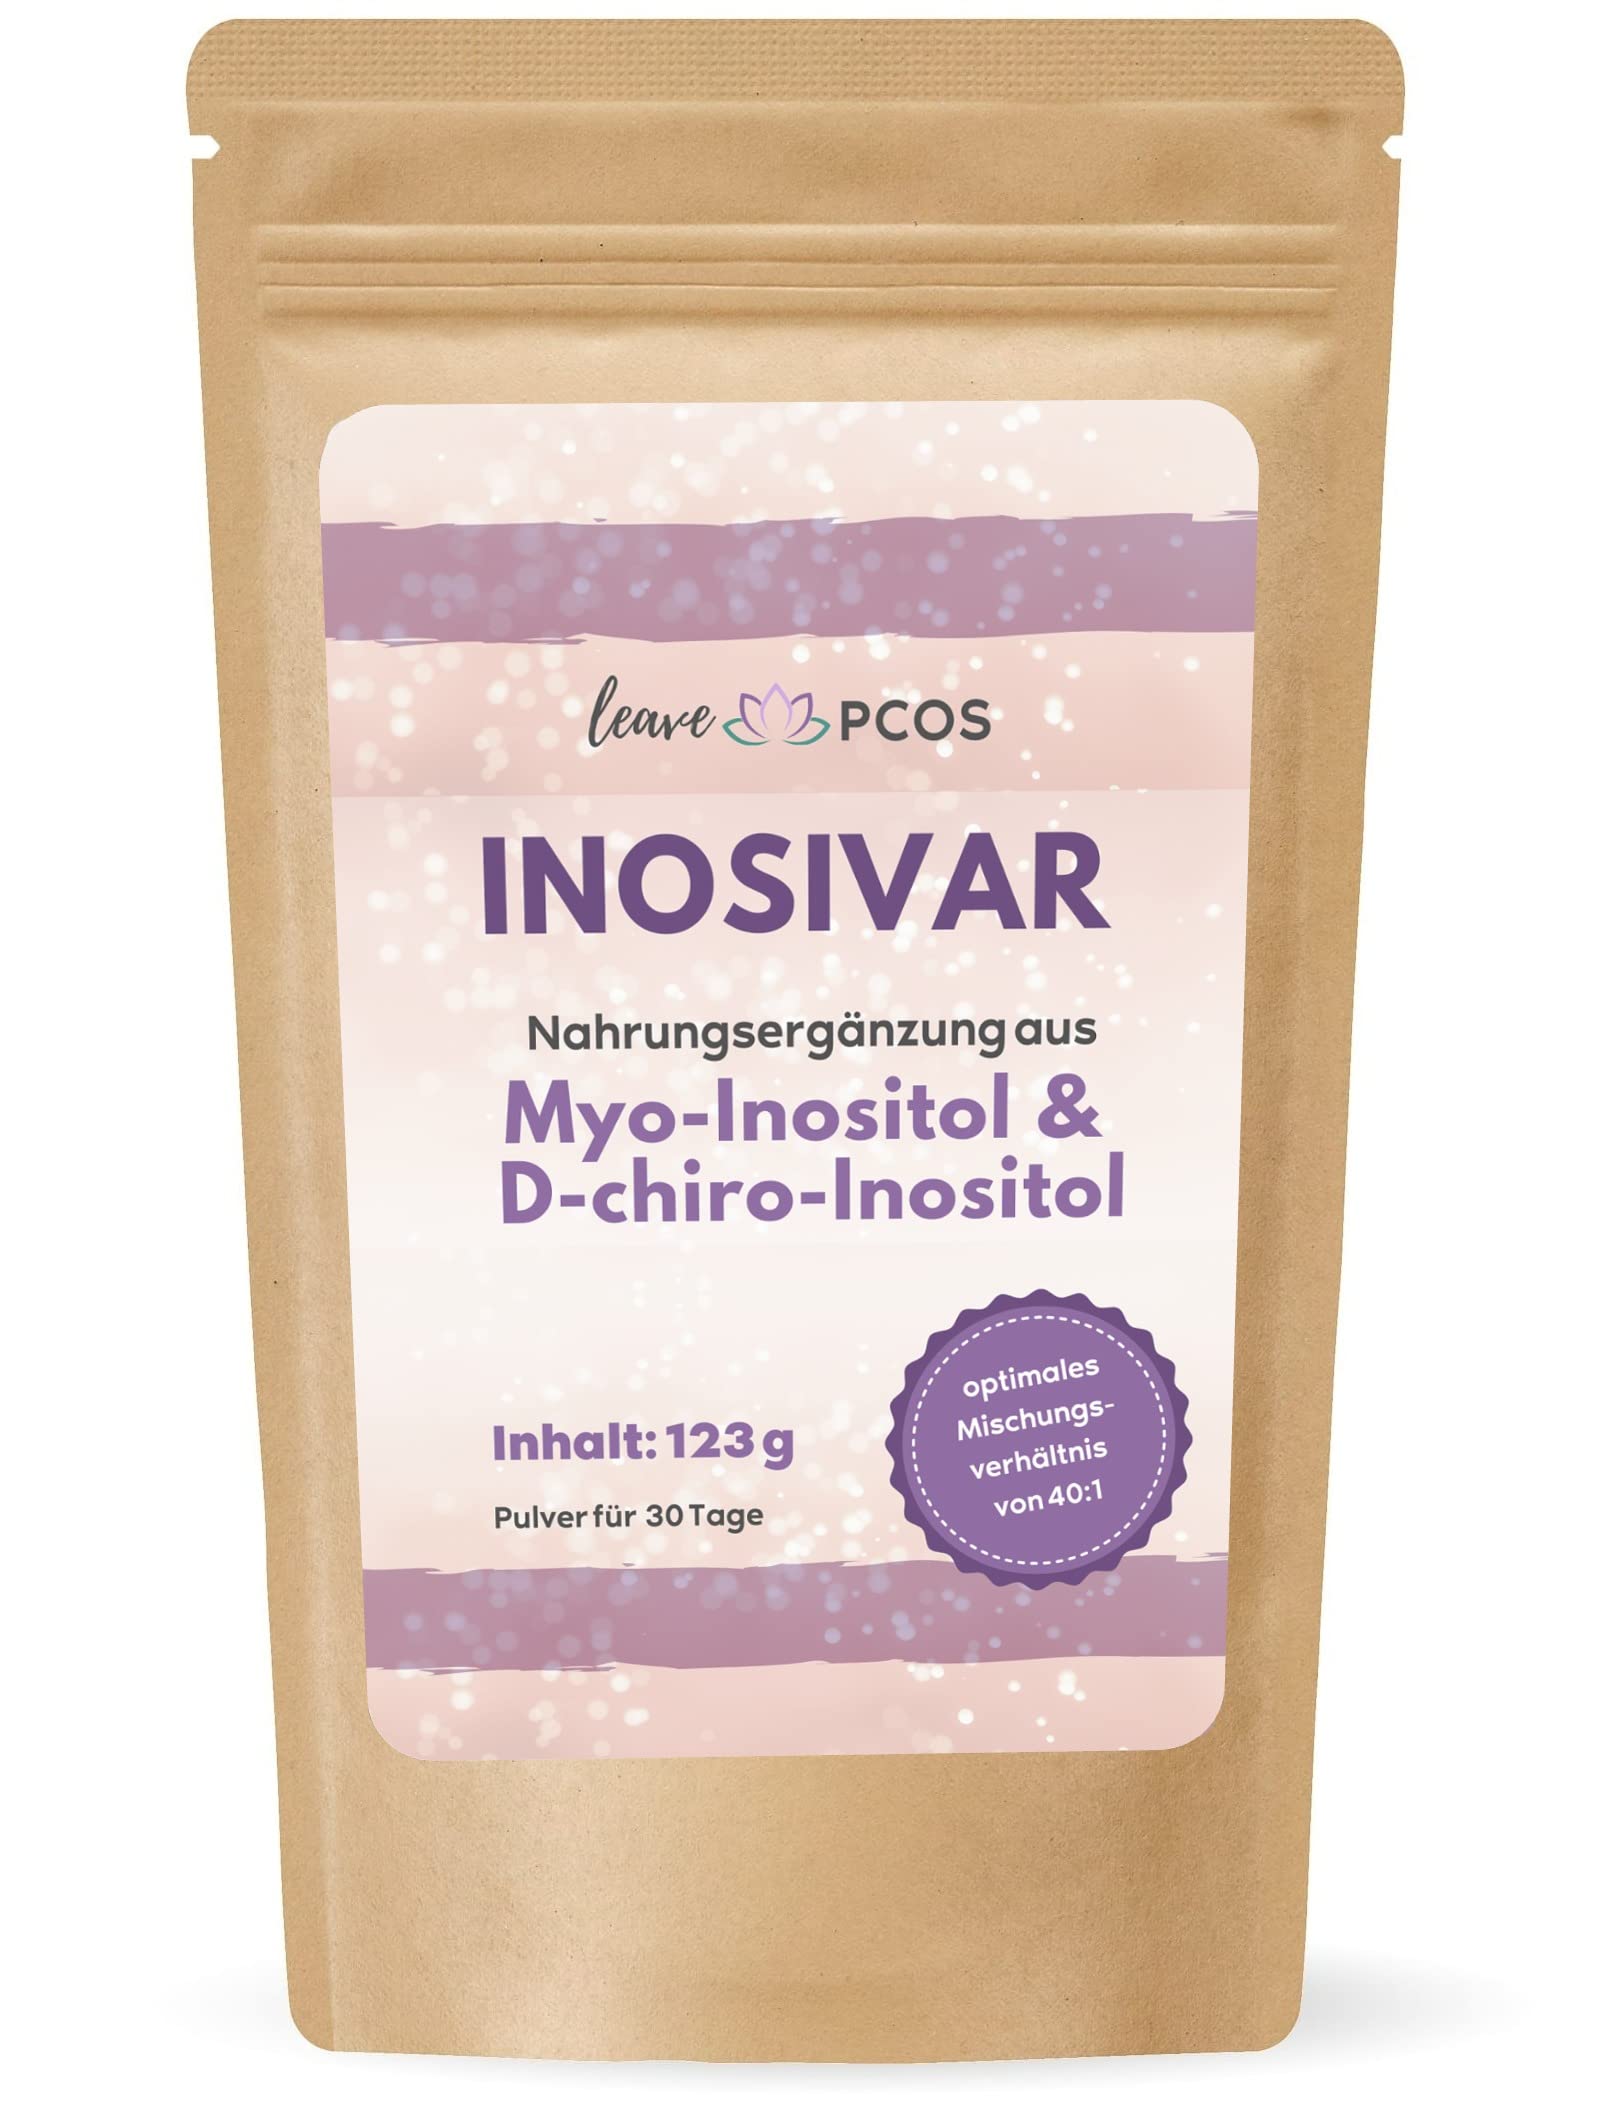 leave PCOS
INOSIVAR
Nahrungsergänzung aus
Myo-Inositol &
D-chiro-Inositol
optimales
Mischungs-
verhältnis
von 40:1
Inhalt: 123 g
Pulver für 30 Tage